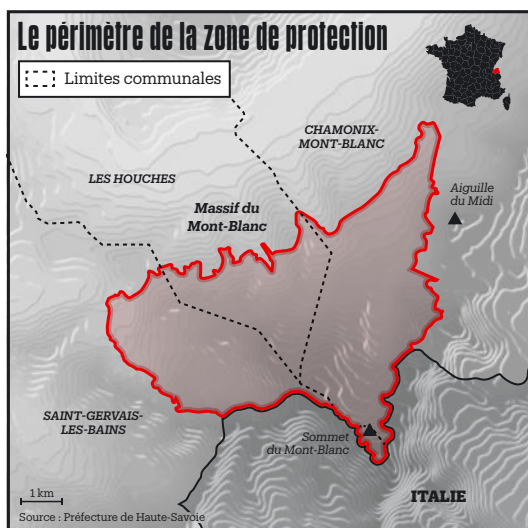 Le périmètre de la zone de protection
Limites communales
CHAMONIX-
MONT-BLANC
LES HOUCHES
Aiguille
du Midi
Massif du
Mont-Blanc
SAINT-GERVAIS-
LES-BAINS
Sommet
du Mont-Blanc
ITALIE
1 km
Source : Préfecture de Haute-Savoie